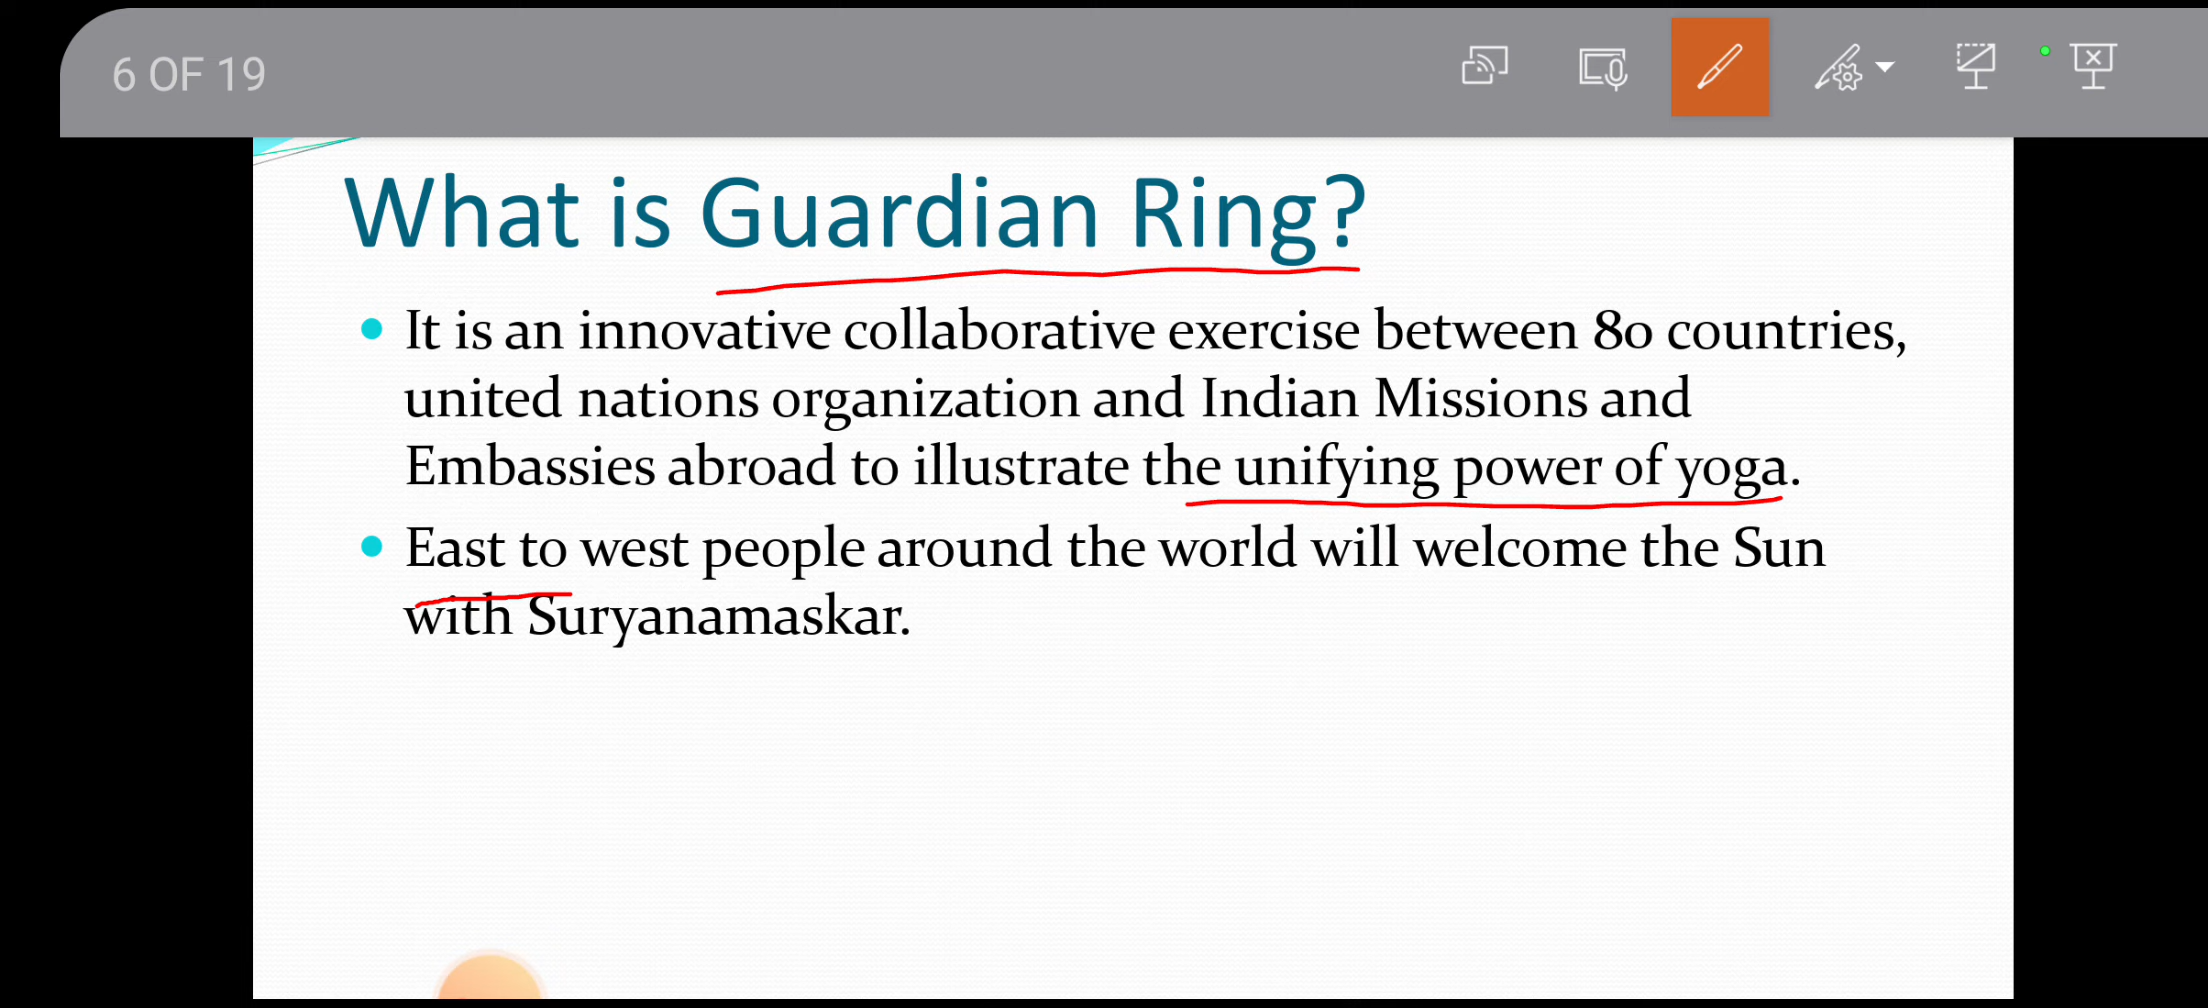 6 OF 19
What is Guardian Ring?
It is an innovative collaborative exercise between 80 countries,
united nations organization and Indian Missions and
Embassies abroad to illustrate the unifying power of yoga.
East to west people around the world will welcome the Sun
with Suryanamaskar.